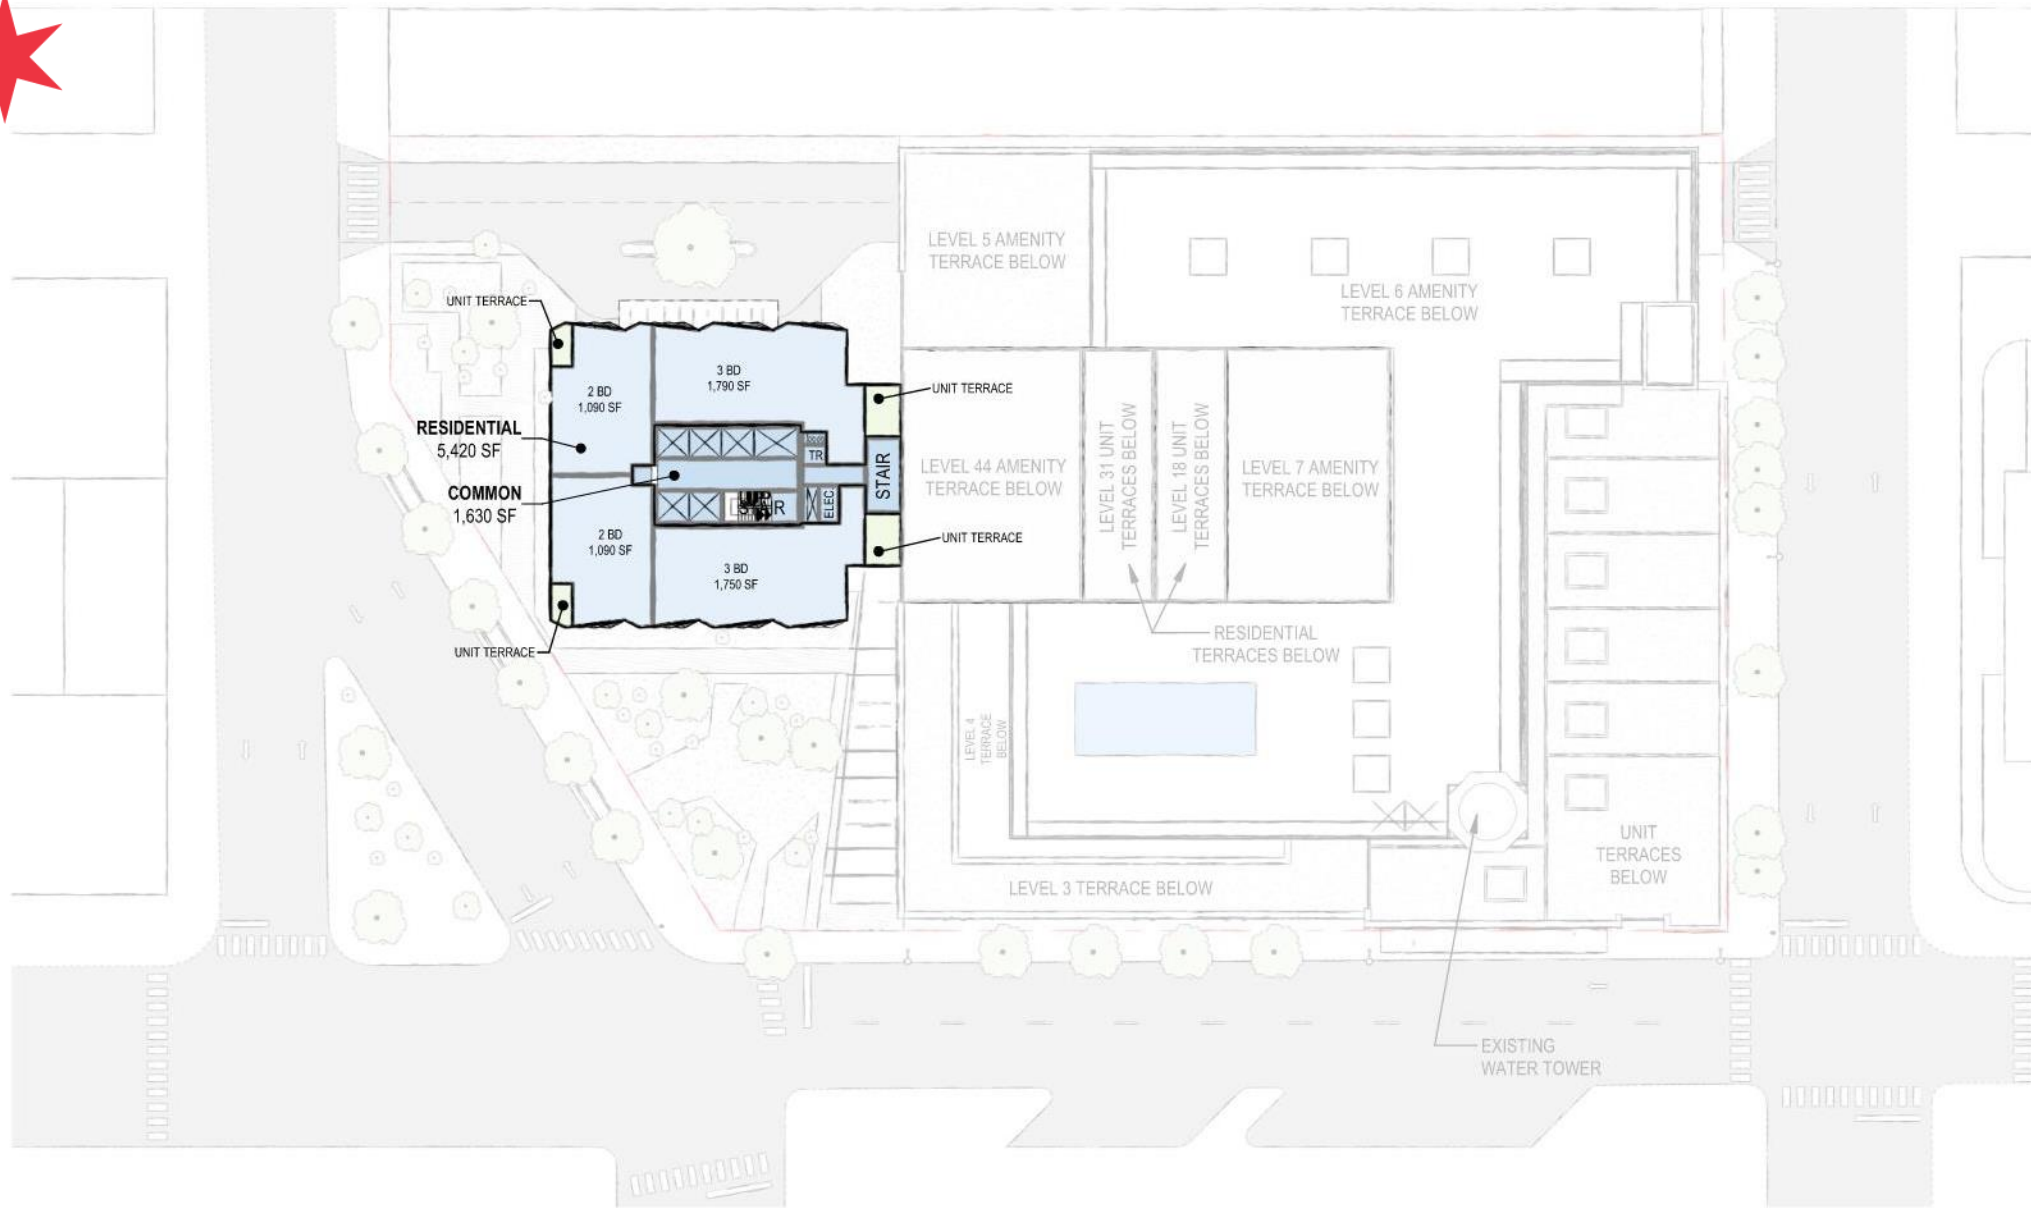 LEVEL 5 AMENITY
TERRACE BELOW
LEVEL 6 AMENITY
TERRACE BELOW
UNIT TERRACE
3 BD
1,790 SF
2 BD
1,090 SF
UNIT TERRACE
RESIDENTIAL
5,420 SF
COMMON
1,630 SF
TR
STAIR
ELEC
STAIR
2 BD
1,090 SF
3 BD
1,750 SF
UNIT TERRACE
UNIT TERRACE
LEVEL 44 AMENITY
TERRACE BELOW
LEVEL 31 UNIT
TERRACES BELOW
LEVEL 18 UNIT
TERRACES BELOW
LEVEL 7 AMENITY
TERRACE BELOW
RESIDENTIAL
TERRACES BELOW
LEVEL 4
TERRACE
BELOW
LEVEL 3 TERRACE BELOW
UNIT
TERRACES
BELOW
EXISTING
WATER TOWER